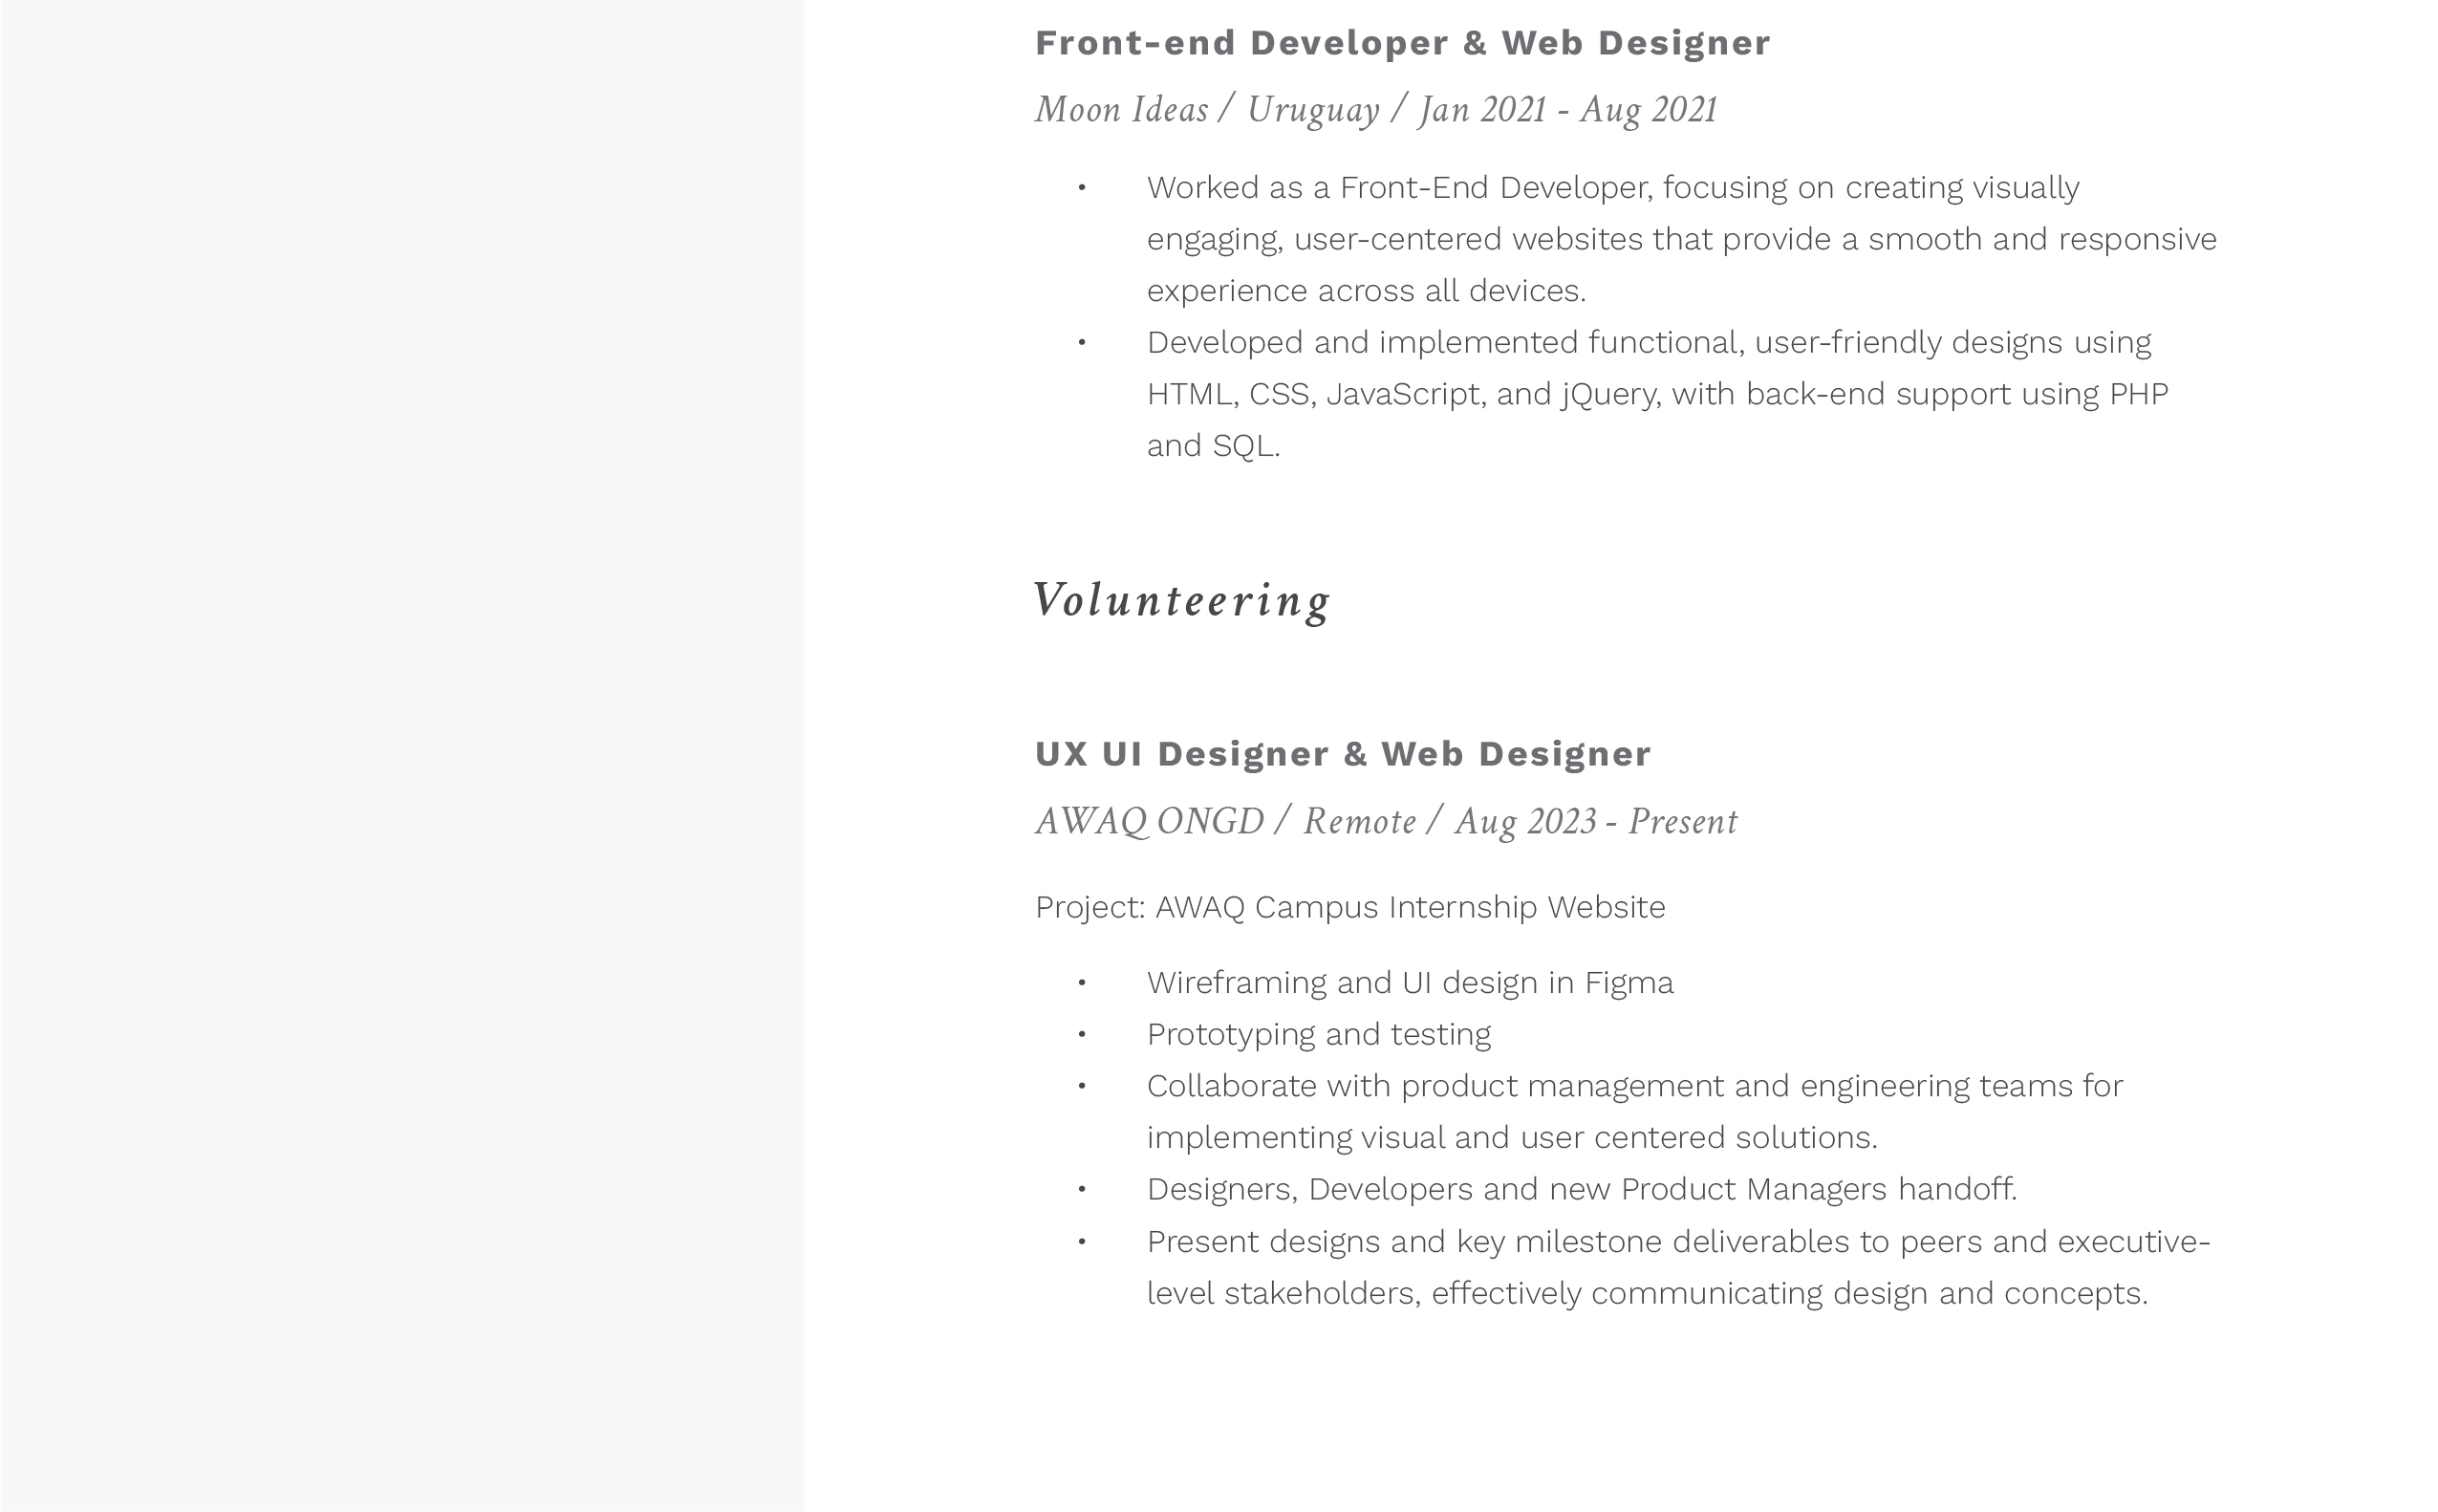 Front-end Developer & Web Designer
Moon Ideas / Uruguay / Jan 2021 - Aug 2021
• Worked as a Front-End Developer, focusing on creating visually
engaging, user-centered websites that provide a smooth and responsive
experience across all devices.
• Developed and implemented functional, user-friendly designs using
HTML, CSS, JavaScript, and jQuery, with back-end support using PHP
and SQL.
Volunteering
UX UI Designer & Web Designer
AWAQ ONGD / Remote / Aug 2023 - Present
Project: AWAQ Campus Internship Website
• Wireframing and UI design in Figma
• Prototyping and testing
• Collaborate with product management and engineering teams for
implementing visual and user centered solutions.
• Designers, Developers and new Product Managers handoff.
• Present designs and key milestone deliverables to peers and executive-
level stakeholders, effectively communicating design and concepts.